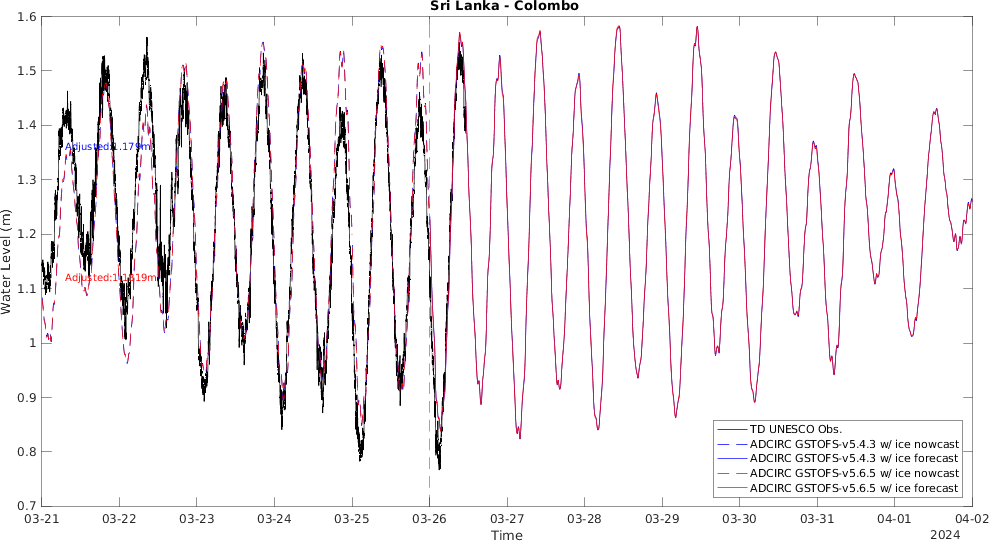 Sri Lanka - Colombo
1.6
1.5
1.4
1.3
1.2
1.1
1
0.9
0.8
0.7
Water Level (m)
Adjusted:1.179m
TD UNESCO Obs.
ADCIRC GSTOFS-v5.4.3 w/ ice nowcast
ADCIRC GSTOFS-v5.4.3 w/ ice forecast
ADCIRC GSTOFS-v5.6.5 w/ ice nowcast
ADCIRC GSTOFS-v5.6.5 w/ ice forecast
03-21 03-22 03-23 03-24 03-25 03-26 03-27 03-28 03-29 03-30 03-31 04-01 04-02
Time
2024